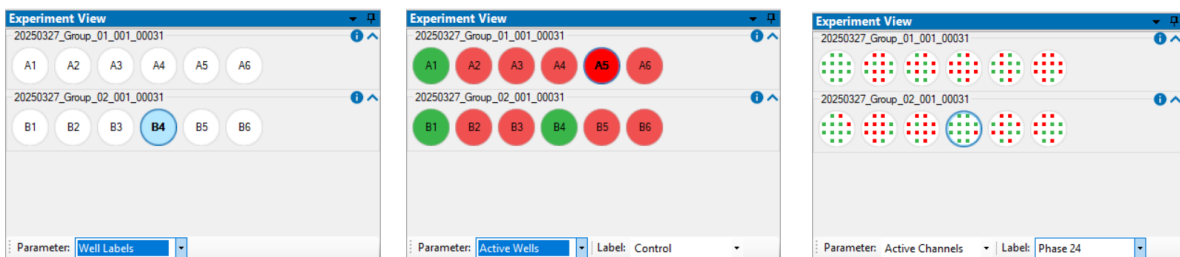 Experiment View
20250327_Group_01_001_00031
A1 A2 A3 A4 A5 A6
20250327_Group_02_001_00031
B1 B2 B3 B4 B5 B6
Parameter: Well Labels
Experiment View
20250327_Group_01_001_00031
A1 A2 A3 A4 A5 A6
20250327_Group_02_001_00031
B1 B2 B3 B4 B5 B6
Parameter: Active Wells Label: Control
Experiment View
20250327_Group_01_001_00031
20250327_Group_02_001_00031
Parameter: Active Channels Label: Phase 24